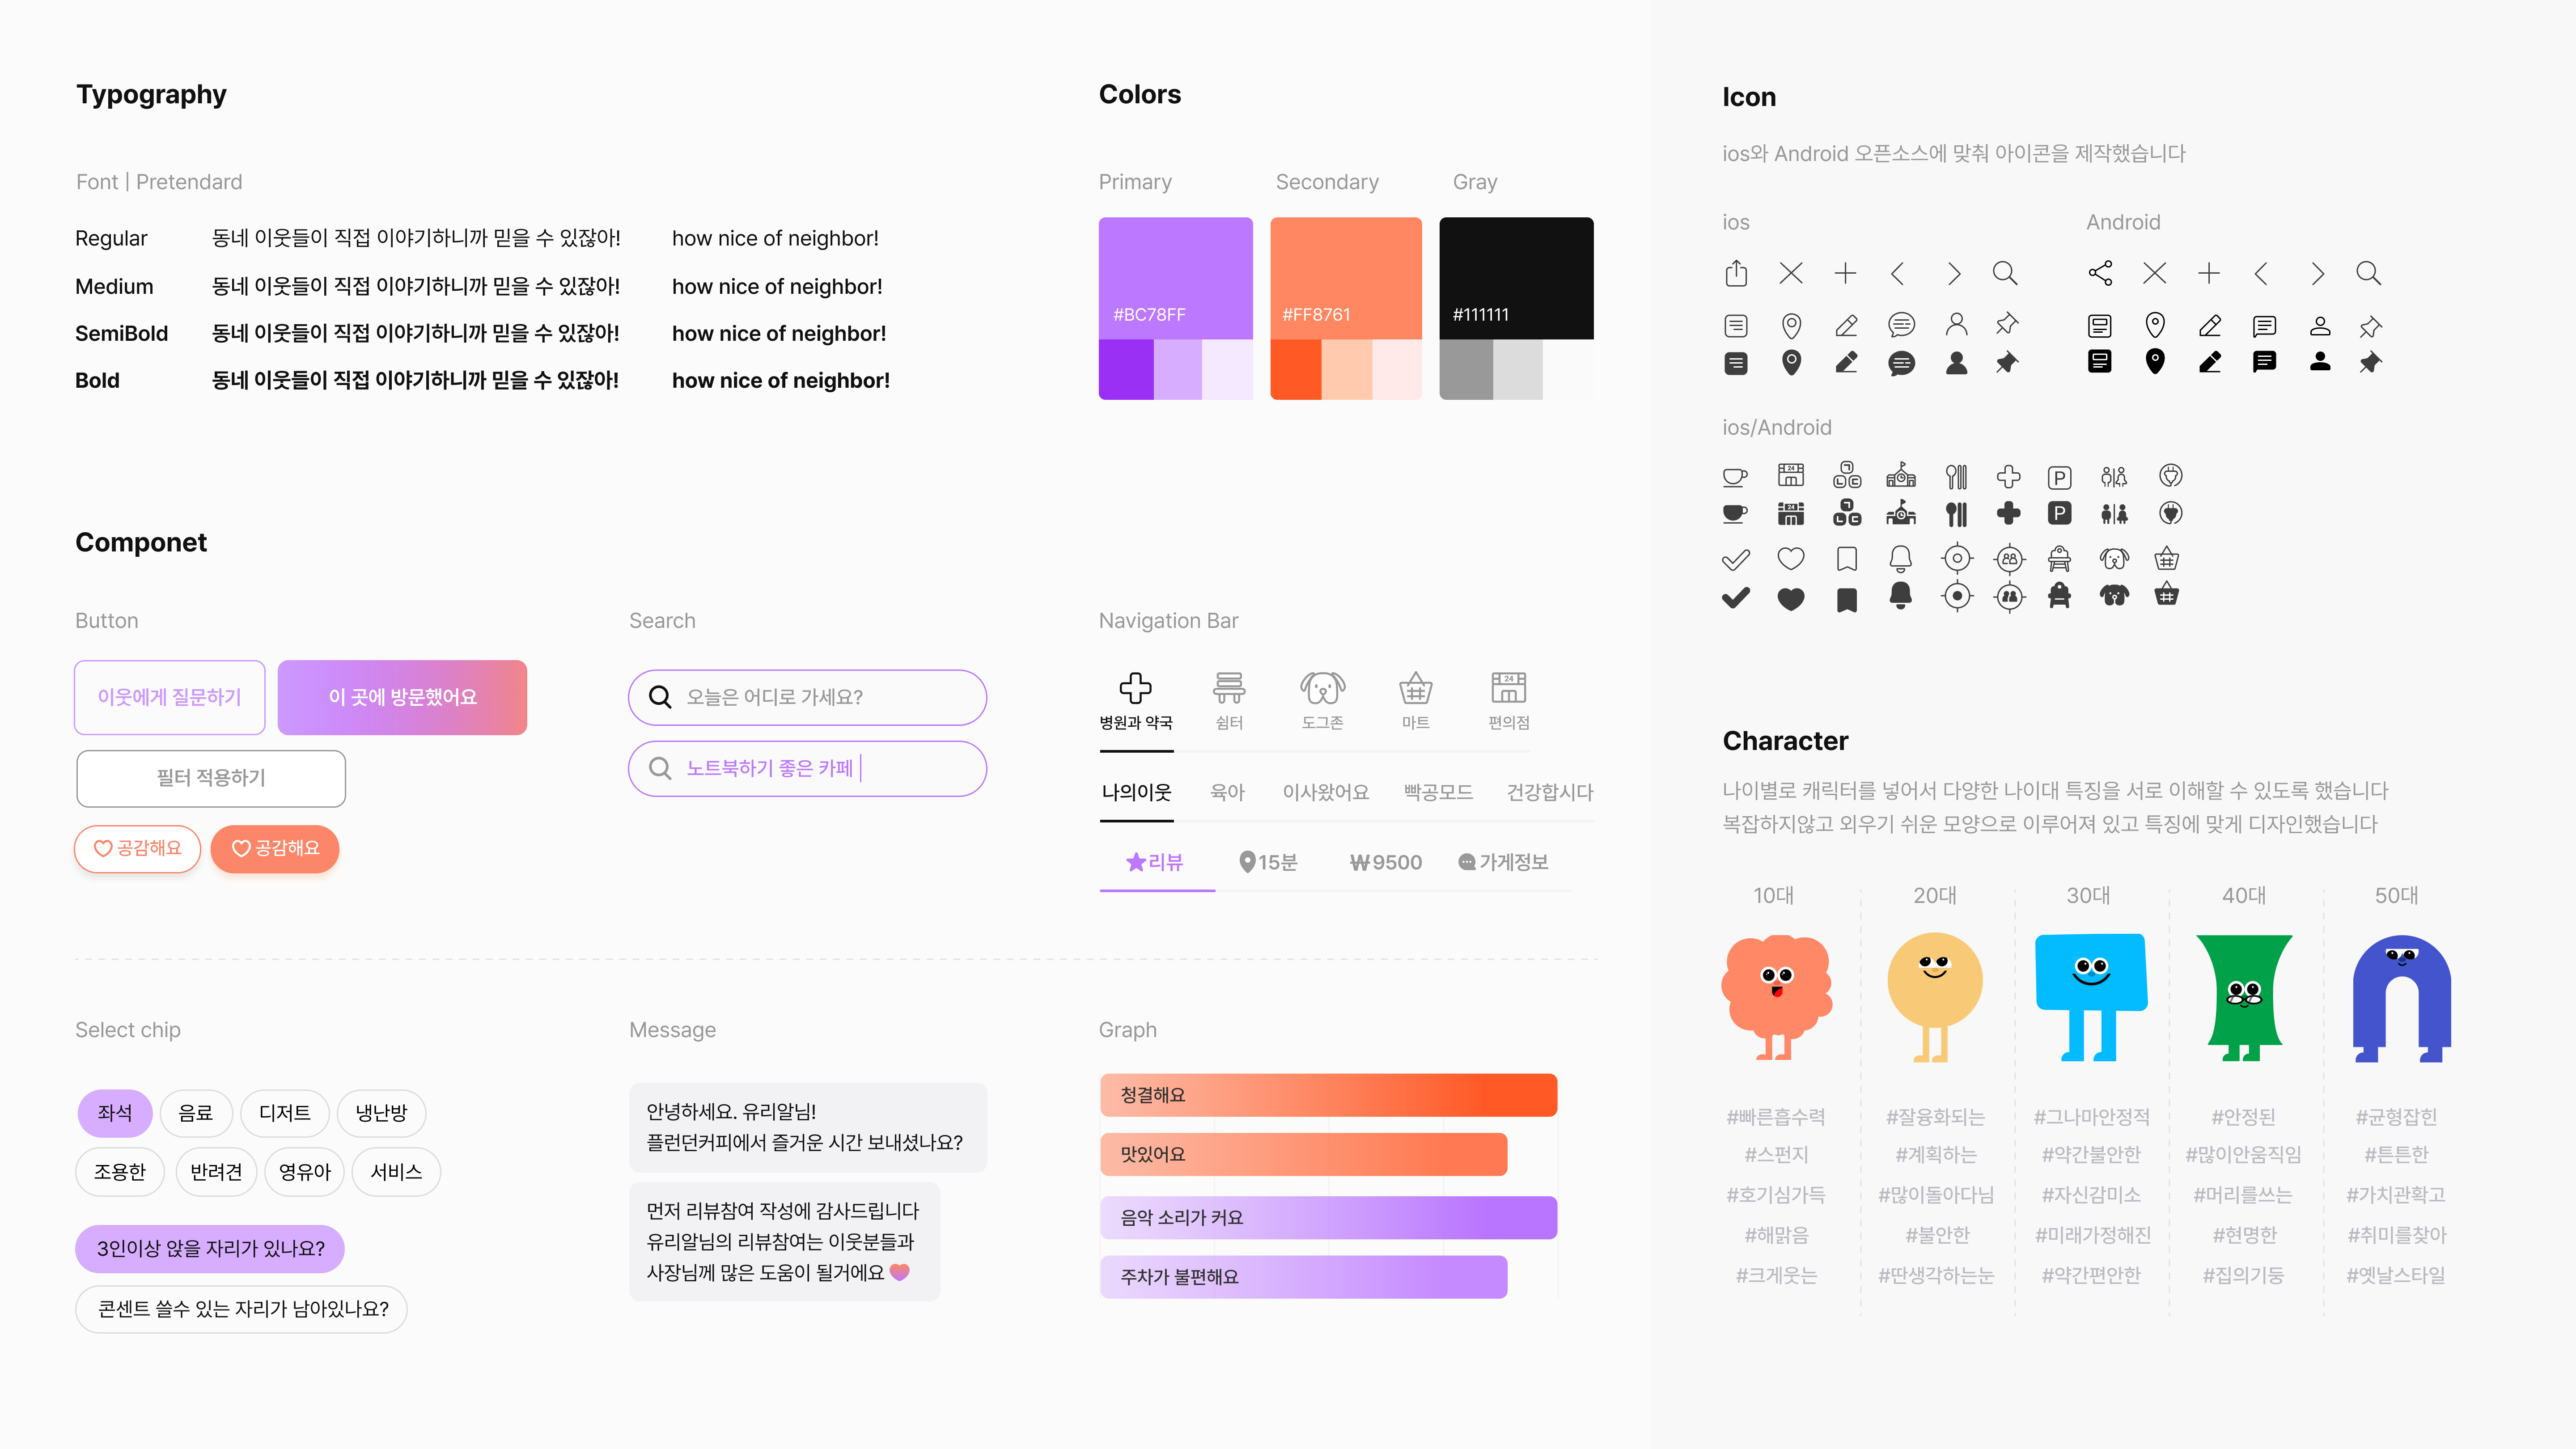 Typography
Font | Pretendard
Regular 동네 이웃들이 직접 이야기하니까 믿을 수 있잖아! how nice of neighbor!
Medium 동네 이웃들이 직접 이야기하니까 믿을 수 있잖아! how nice of neighbor!
SemiBold 동네 이웃들이 직접 이야기하니까 믿을 수 있잖아! how nice of neighbor!
Bold 동네 이웃들이 직접 이야기하니까 믿을 수 있잖아! how nice of neighbor!
Colors
Primary Secondary Gray
#BC78FF #FF8761 #111111
Componet
Button
이웃에게 질문하기 이 곳에 방문했어요
필터 적용하기
공감해요 공감해요
Search
오늘은 어디로 가세요?
노트북하기 좋은 카페
Navigation Bar
24
병원과 약국 쉼터 도그존 마트 편의점
나의이웃 육아 이사왔어요 빡공모드 건강합시다
리뷰 15분 ₩9500 가게정보
Select chip
좌석 음료 디저트 냉난방
조용한 반려견 영유아 서비스
3인이상 앉을 자리가 있나요?
콘센트 쓸수 있는 자리가 남아있나요?
Message
안녕하세요. 유리알님!
플런던커피에서 즐거운 시간 보내셨나요?
먼저 리뷰참여 작성에 감사드립니다
유리알님의 리뷰참여는 이웃분들과
사장님께 많은 도움이 될거에요
Graph
청결해요
맛있어요
음악 소리가 커요
주차가 불편해요
Icon
ios와 Android 오픈소스에 맞춰 아이콘을 제작했습니다
ios Android
ios/Android
24 P
24 P
Character
나이별로 캐릭터를 넣어서 다양한 나이대 특징을 서로 이해할 수 있도록 했습니다
복잡하지않고 외우기 쉬운 모양으로 이루어져 있고 특징에 맞게 디자인했습니다
10대 20대 30대 40대 50대
#빠른흡수력 #잘융화되는 #그나마안정적 #안정된 #균형잡힌
#스펀지 #계획하는 #약간불안한 #많이안움직임 #튼튼한
#호기심가득 #많이돌아다님 #자신감미소 #머리를쓰는 #가치관확고
#해맑음 #불안한 #미래가정해진 #현명한 #취미를찾아
#크게웃는 #딴생각하는눈 #약간편안한 #집의기둥 #옛날스타일